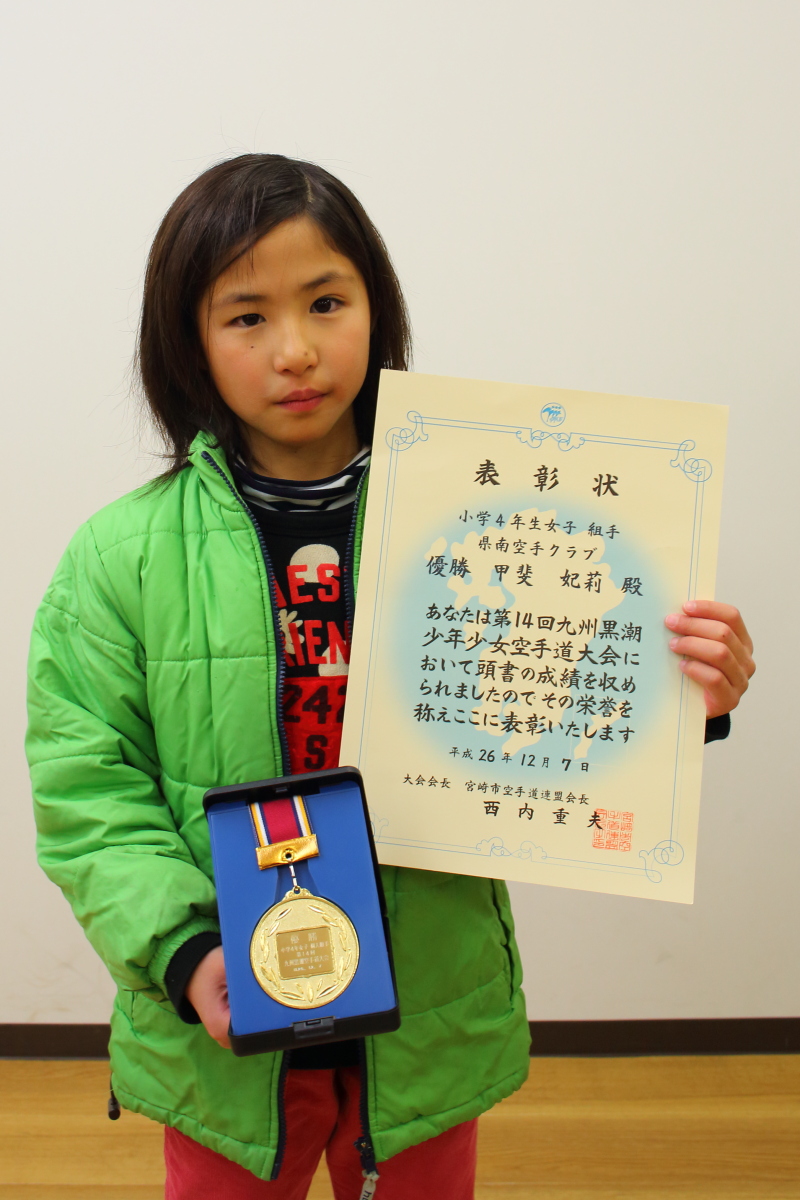 表彰状
小学4年生女子 組手
県南空手クラブ
優勝 甲斐 妃莉 殿
あなたは第14回九州黒潮
少年少女空手道大会に
おいて頭書の成績を収め
られましたのでその栄誉を
称えここに表彰いたします
平成26年12月7日
大会会長 宮崎市空手道連盟会長
西内重夫
242
S